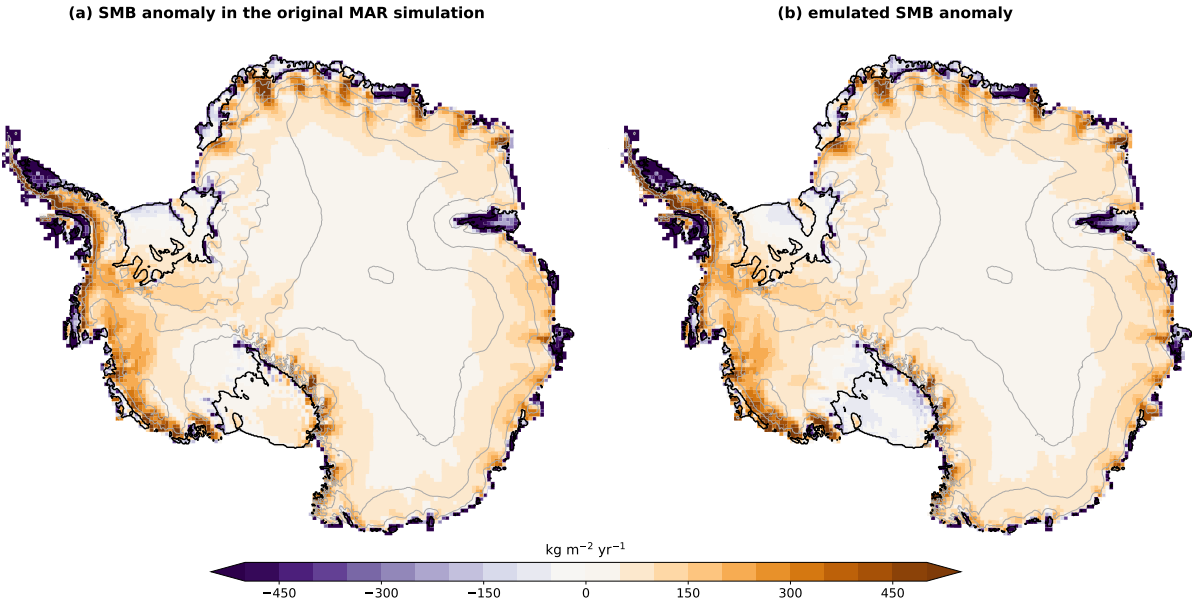 (a) SMB anomaly in the original MAR simulation
(b) emulated SMB anomaly
kg m⁻² yr⁻¹
−450 −300 −150 0 150 300 450